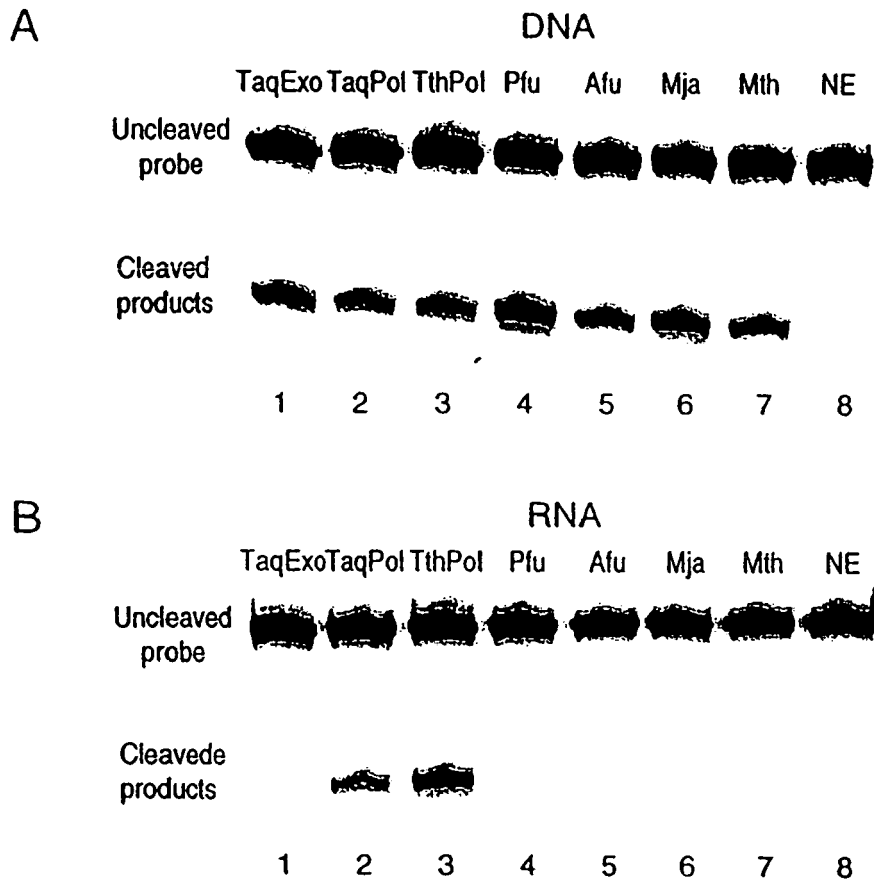 A
DNA
TaqExo TaqPol TthPol Pfu Afu Mja Mth NE
Uncleaved
probe
Cleaved
products
1 2 3 4 5 6 7 8
B
RNA
TaqExo TaqPol TthPol Pfu Afu Mja Mth NE
Uncleaved
probe
Cleavede
products
1 2 3 4 5 6 7 8